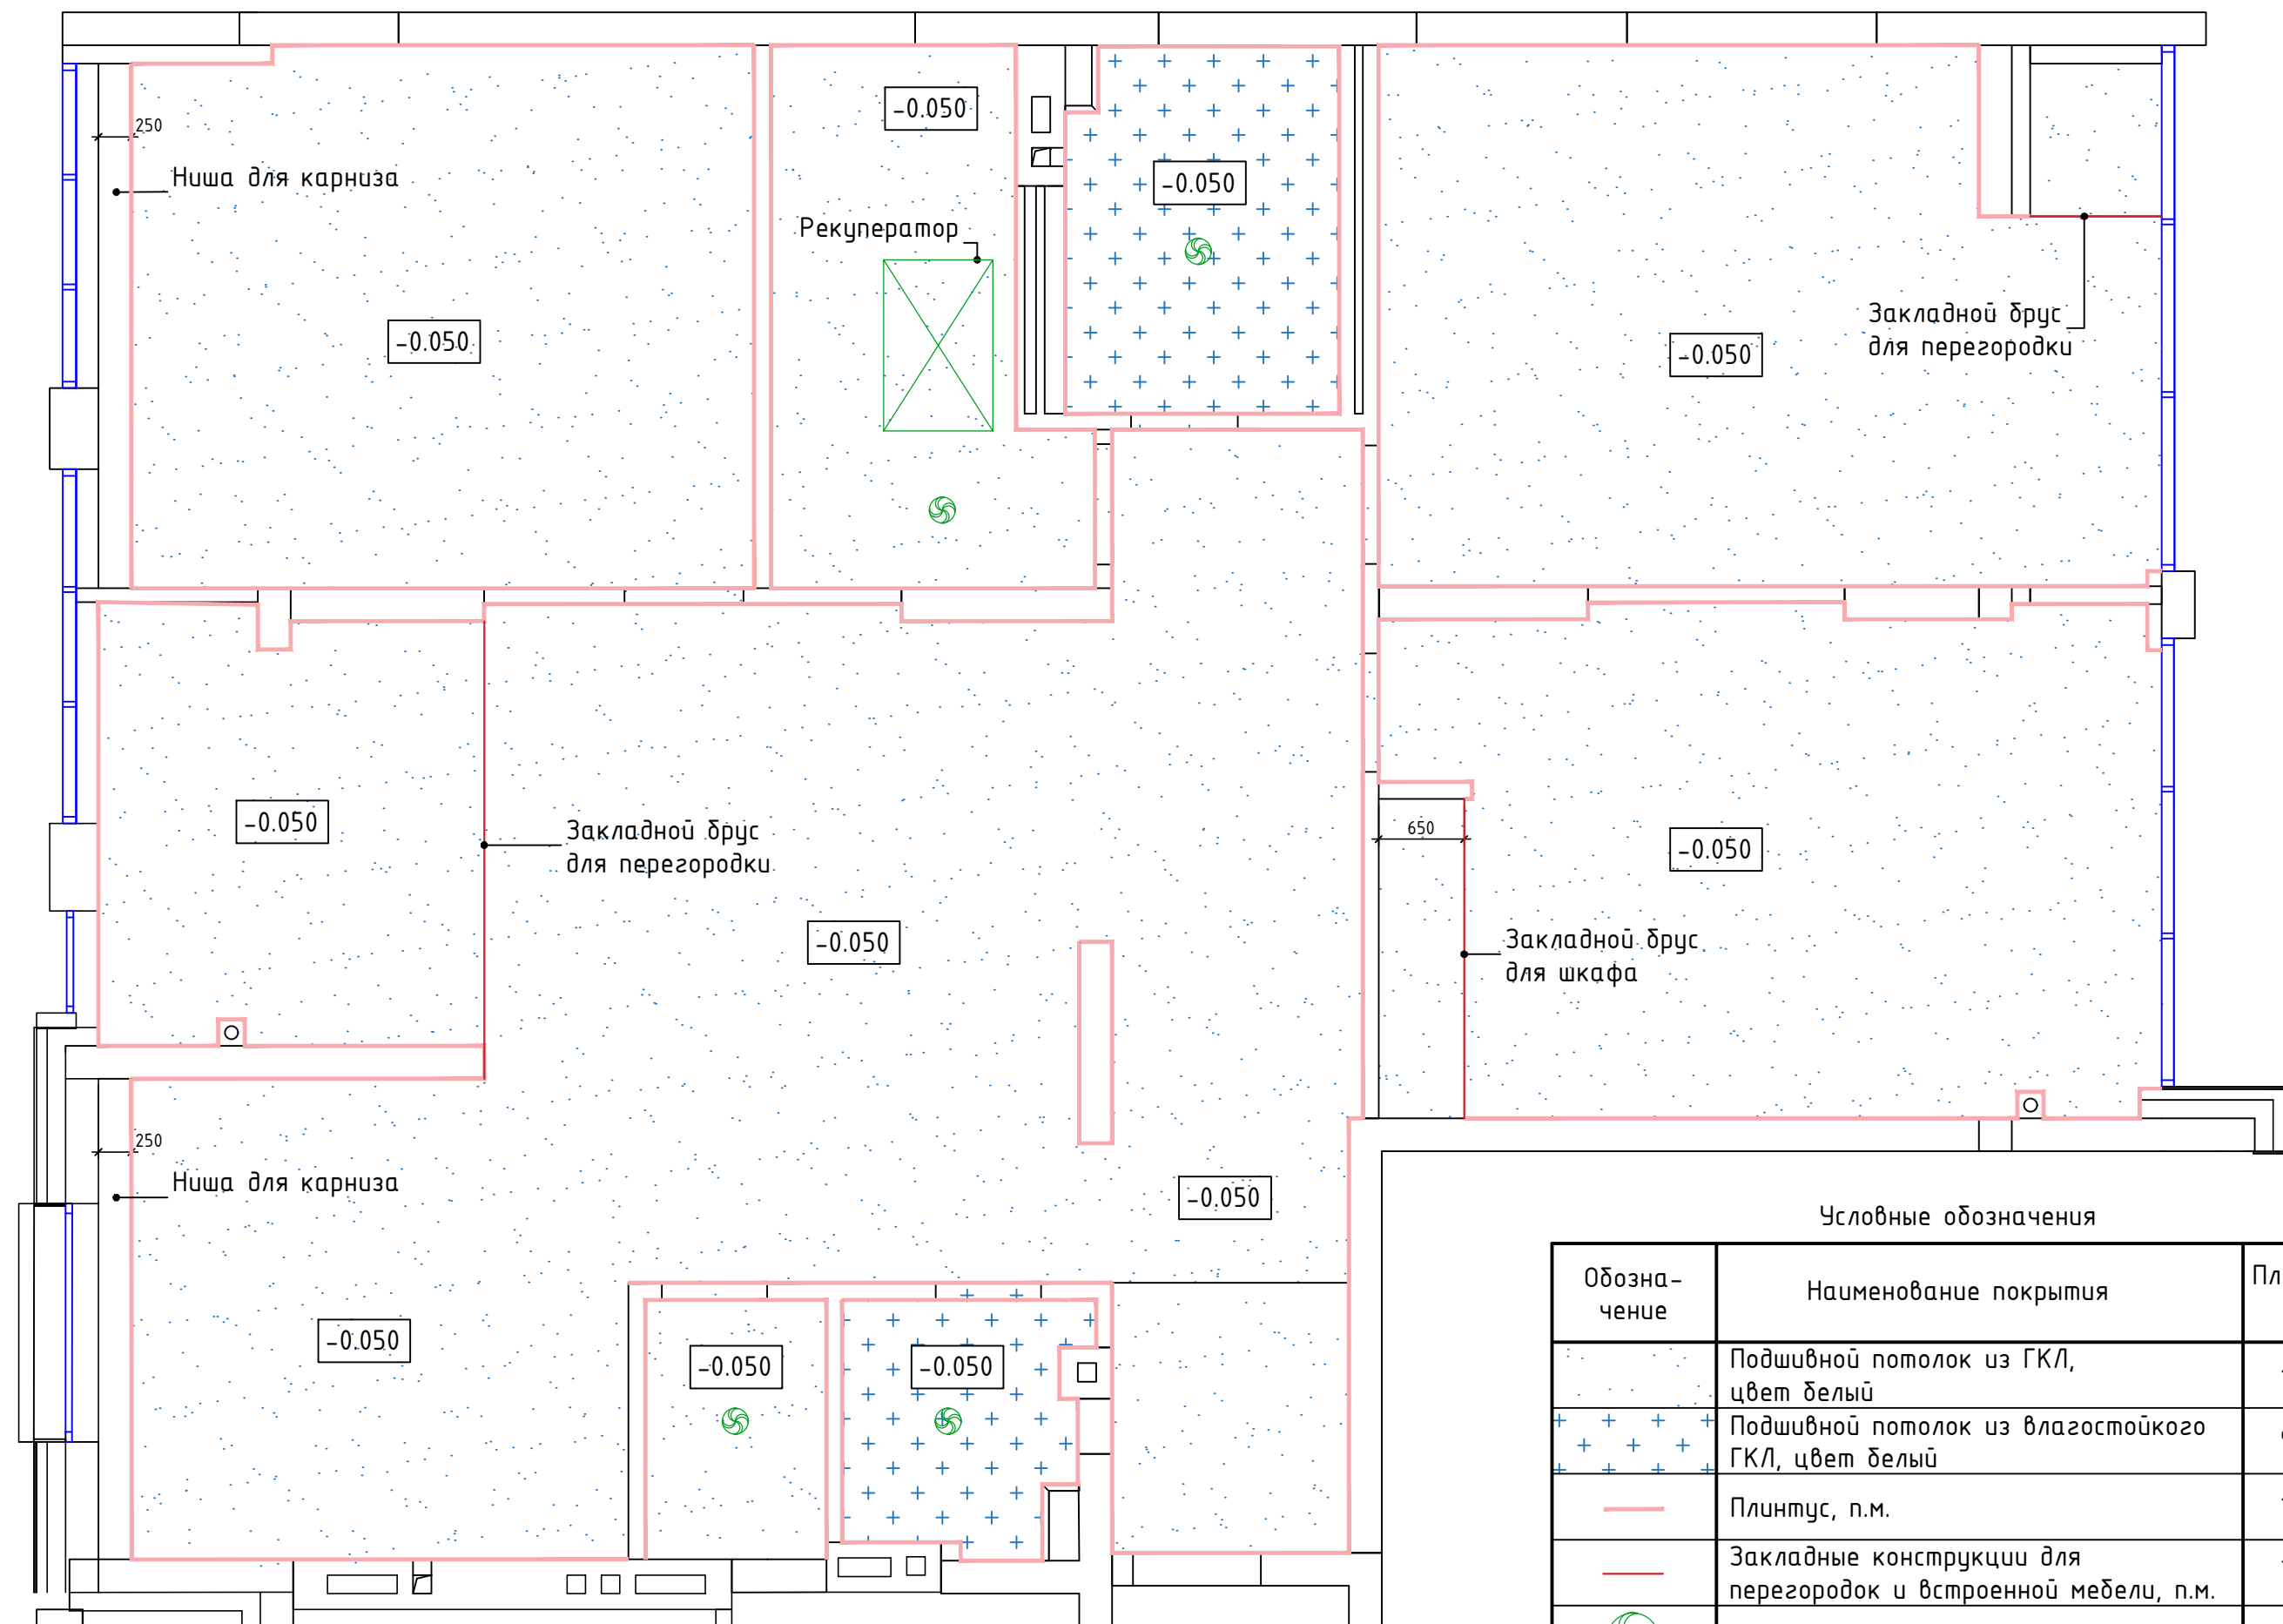 -0.050
250
-0.050
Ниша для карниза
Рекуператор
Закладной брус
для перегородки
-0.050
-0.050
-0.050
Закладной брус
для перегородки
650
-0.050
-0.050
Закладной брус
для шкафа
250
Ниша для карниза
-0.050
-0.050
-0.050
-0.050
Условные обозначения
Обозна-
чение
Наименование покрытия
Пл
Подшивной потолок из ГКЛ,
цвет белый
Подшивной потолок из влагостойкого
ГКЛ, цвет белый
Плинтус, п.м.
Закладные конструкции для
перегородок и встроенной мебели, п.м.